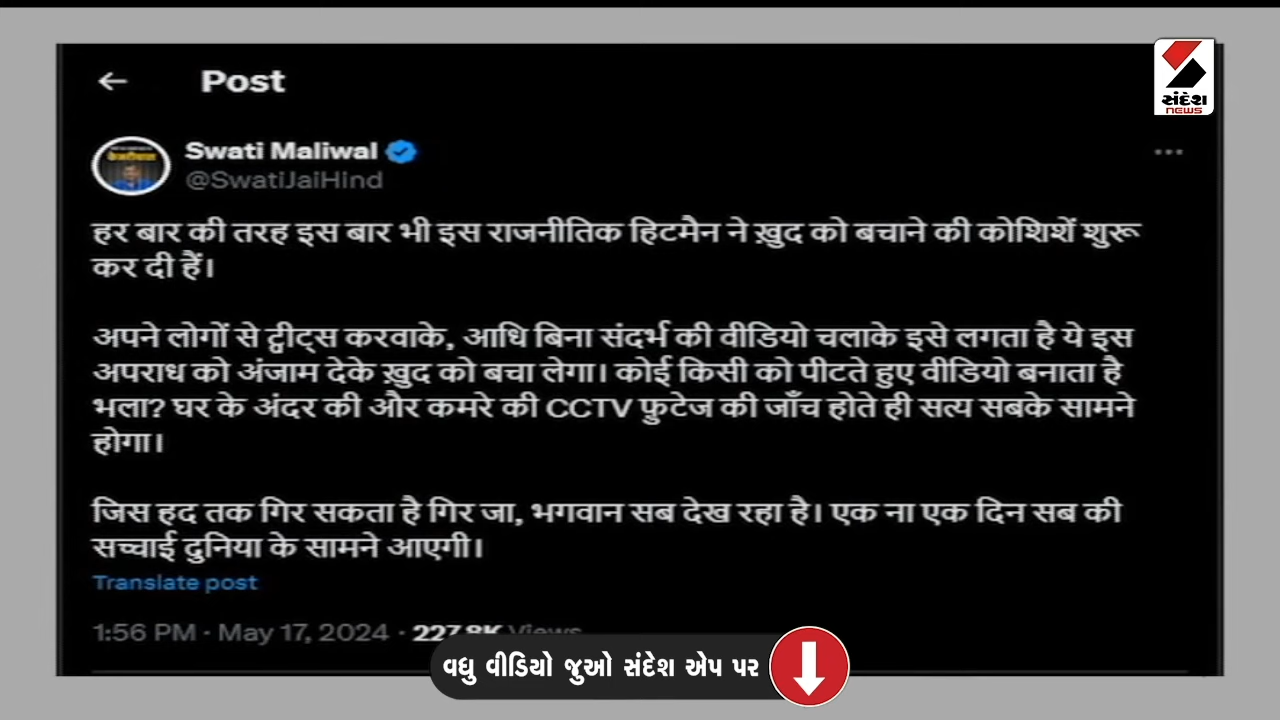 Post
Swati Maliwal
@SwatiJaiHind
हर बार की तरह इस बार भी इस राजनीतिक हिटमैन ने ख़ुद को बचाने की कोशिशें शुरू
कर दी हैं।
अपने लोगों से ट्वीट्स करवाके, आधि बिना संदर्भ की वीडियो चलाके इसे लगता है ये इस
अपराध को अंजाम देके ख़ुद को बचा लेगा। कोई किसी को पीटते हुए वीडियो बनाता है
भला? घर के अंदर की और कमरे की CCTV फ़ुटेज की जाँच होते ही सत्य सबके सामने
होगा।
जिस हद तक गिर सकता है गिर जा, भगवान सब देख रहा है। एक ना एक दिन सब की
सच्चाई दुनिया के सामने आएगी।
Translate post
1:56 PM · May 17, 2024 · 227.8K Views
સંદેશ
NEWS
વધુ વીડિયો જુઓ સંદેશ એપ પર